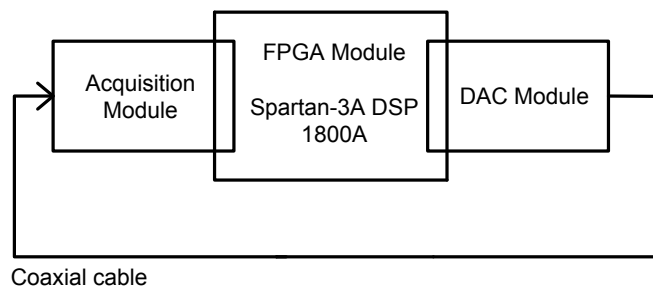 Acquisition
Module
FPGA Module
Spartan-3A DSP
1800A
DAC Module
Coaxial cable